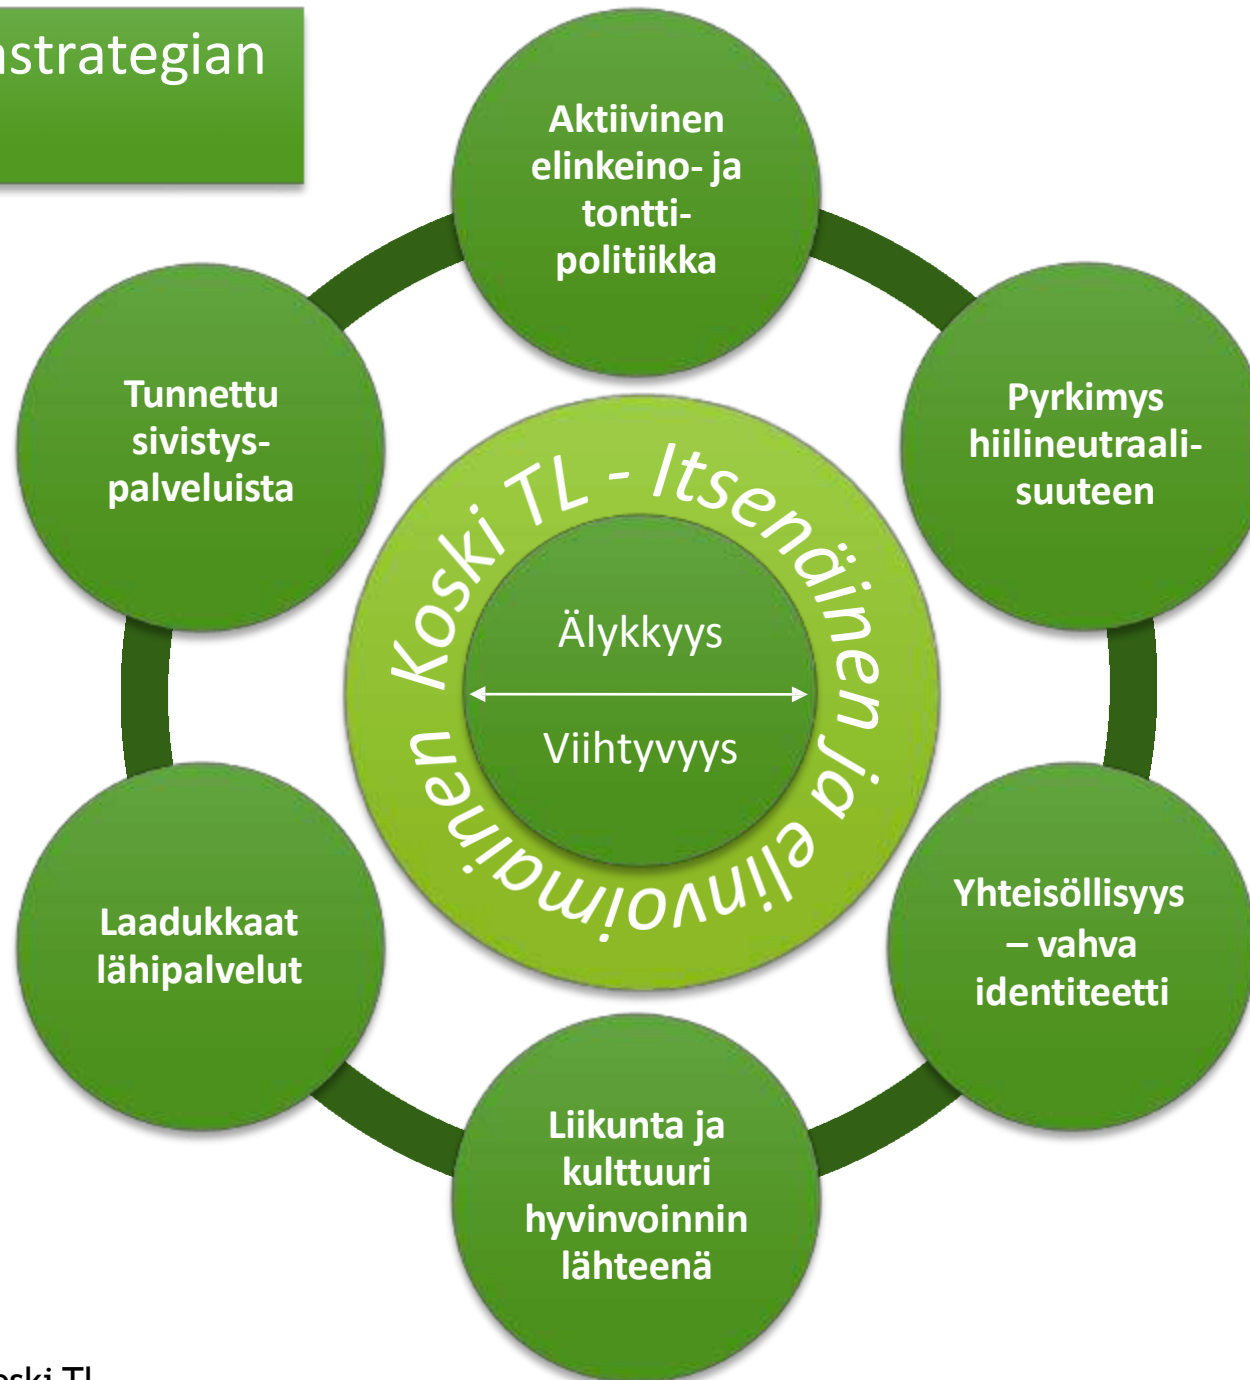 nstrategian
Aktiivinen
elinkeino- ja
tontti-
politiikka
Pyrkimys
hiilineutraali-
suuteen
Yhteisöllisyys
– vahva
identiteetti
Liikunta ja
kulttuuri
hyvinvoinnin
lähteenä
Laadukkaat
lähipalvelut
Tunnettu
sivistys-
palveluista
Koski TL - Itsenäinen ja elinvoimainen
Älykkyys
Viihtyvyys